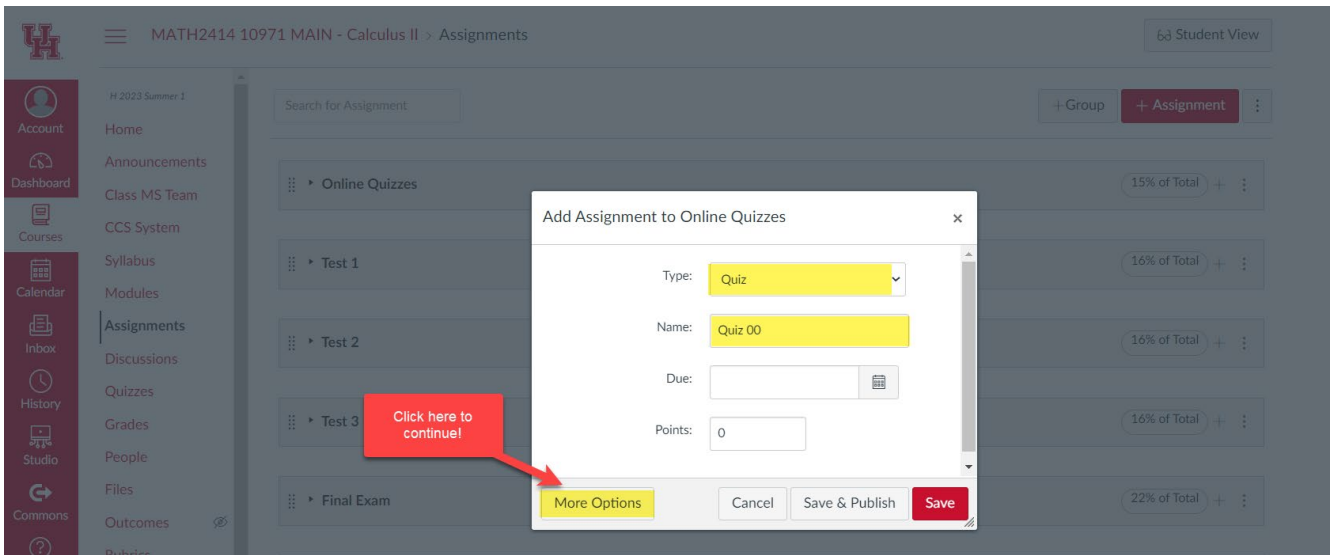 MATH2414 10971 MAIN - Calculus II > Assignments
Student View
Account
Dashboard
Courses
Calendar
Inbox
History
Studio
Commons
H 2023 Summer 1
Home
Announcements
Class MS Team
CCS System
Syllabus
Modules
Assignments
Discussions
Quizzes
Grades
People
Files
Outcomes
Rubrics
Search for Assignment
+ Group
+ Assignment
Online Quizzes
15% of Total
Test 1
16% of Total
Test 2
16% of Total
Test 3
16% of Total
Final Exam
22% of Total
Add Assignment to Online Quizzes
Type:
Quiz
Name:
Quiz 00
Due:
Points:
0
Click here to
continue!
More Options
Cancel
Save & Publish
Save